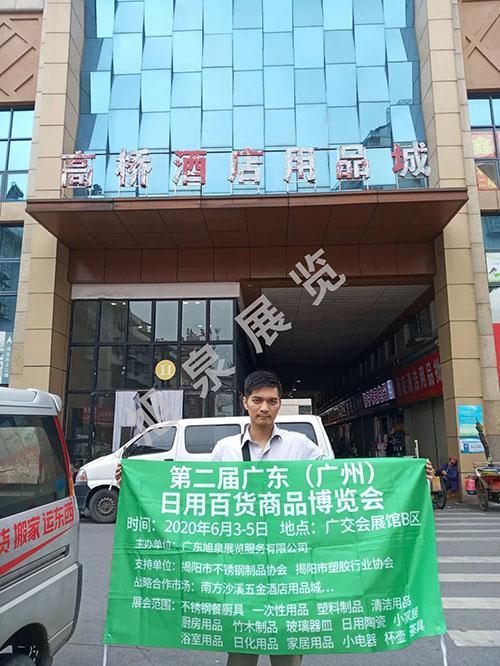 高桥酒店用品城
旭泉展览
11
货搬家运东西
第二届广东（广州）
日用百货商品博览会
时间：2020年6月3-5日 地点：广交会展馆B区
主办单位：广东旭泉展览服务有限公司
支持单位：揭阳市不锈钢制品协会 揭阳市塑胶行业协会
战略合作市场：南方沙溪五金酒店用品城...
展会范围：不锈钢餐厨具 一次性用品 塑料制品 清洁用品
厨房用品 竹木制品 玻璃器皿 日用陶瓷 小家居
浴室用品 日化用品 家居用品 小电器 杯壶 茶具